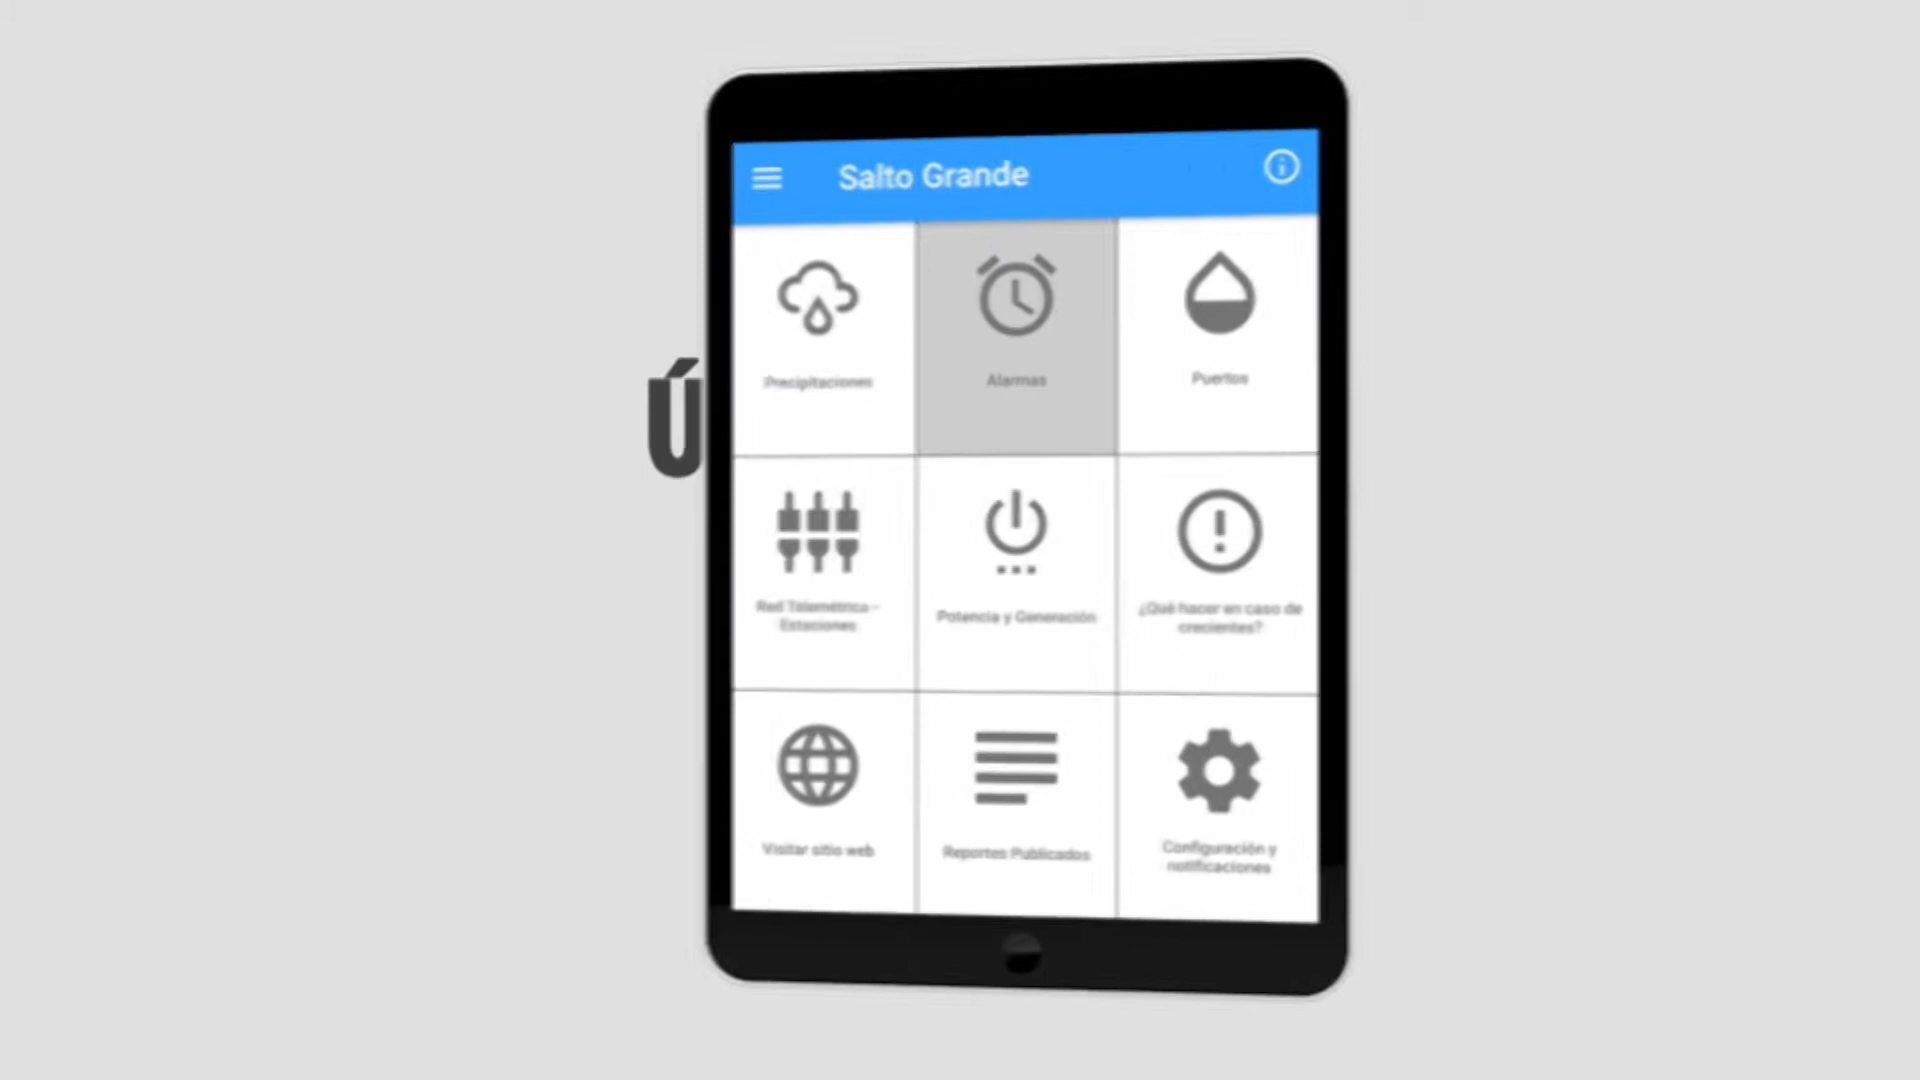 Salto Grande
Precipitaciones
Alarmas
Puertos
Ú
Red Telemétrica -
Estaciones
Potencia y Generación
¿Qué hacer en caso de
crecientes?
Visitar sitio web
Reportes Publicados
Configuración y
notificaciones